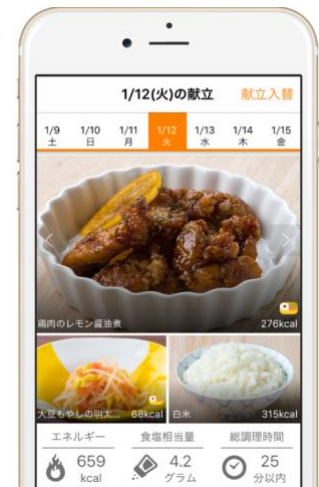 1/12(火)の献立
献立入替
1/9 1/10 1/11 1/12 1/13 1/14 1/15
土 日 月 火 水 木 金
鶏肉のレモン醤油煮 276kcal
大豆もやしの明太... 68kcal
白米 315kcal
エネルギー 食塩相当量 総調理時間
659 4.2 25
kcal グラム 分以内